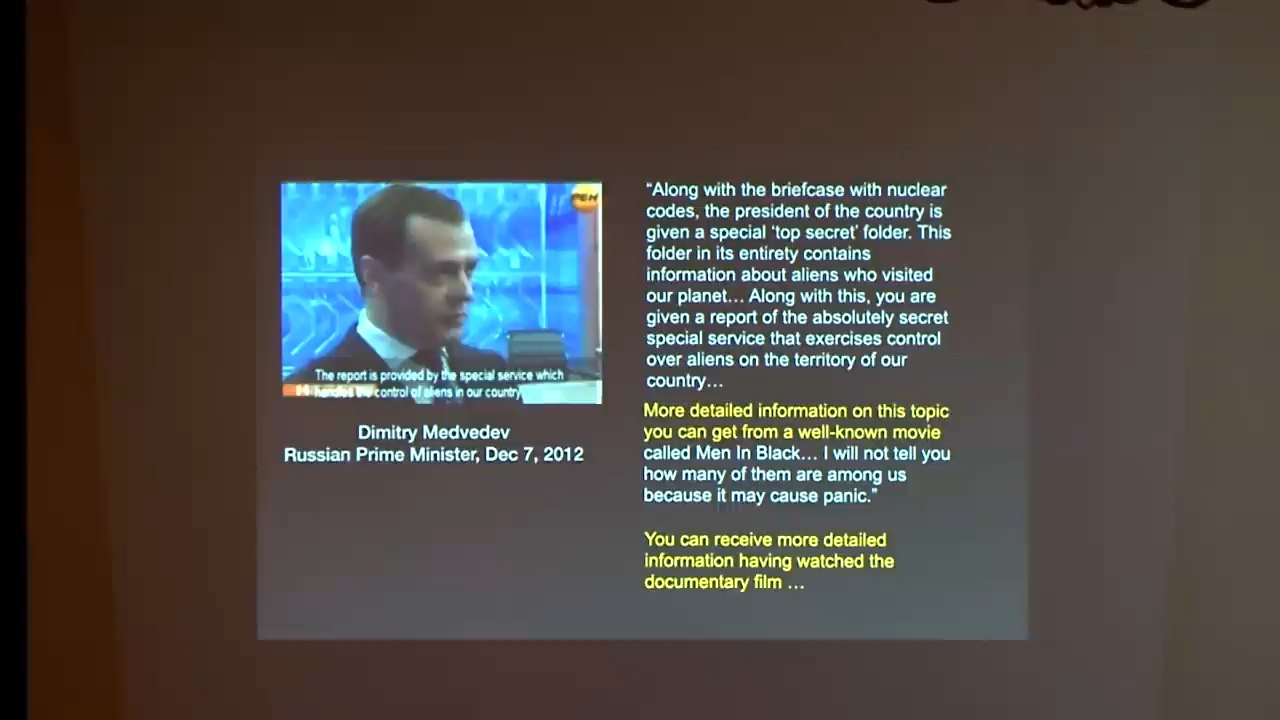 РЕН
The report is provided by the special service which
handles the control of aliens in our country
Dimitry Medvedev
Russian Prime Minister, Dec 7, 2012
“Along with the briefcase with nuclear
codes, the president of the country is
given a special ‘top secret’ folder. This
folder in its entirety contains
information about aliens who visited
our planet… Along with this, you are
given a report of the absolutely secret
special service that exercises control
over aliens on the territory of our
country…
More detailed information on this topic
you can get from a well-known movie
called Men In Black… I will not tell you
how many of them are among us
because it may cause panic.”
You can receive more detailed
information having watched the
documentary film …